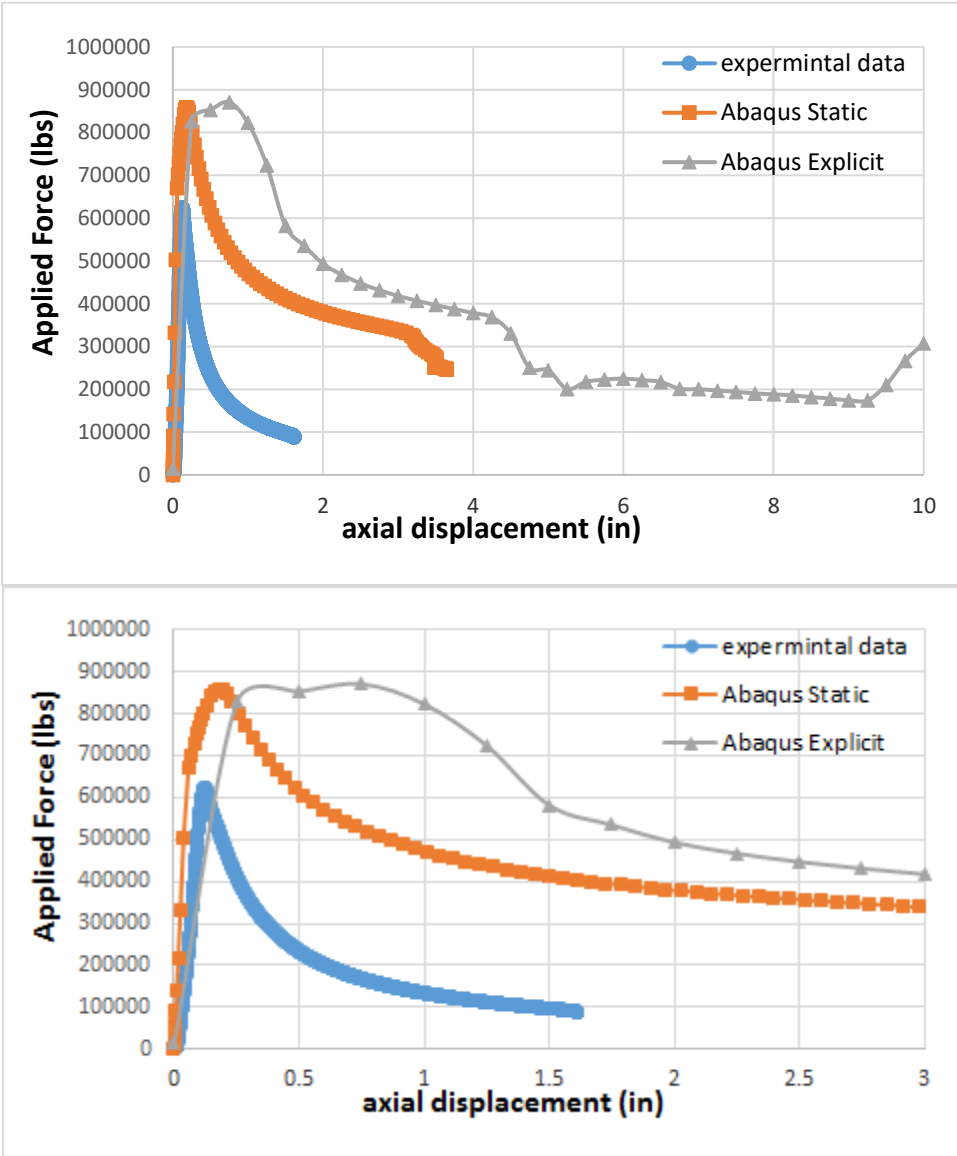 1000000
900000
800000
700000
600000
500000
400000
300000
200000
100000
0
Applied Force (lbs)
expermintal data
Abaqus Static
Abaqus Explicit
0 2 4 6 8 10
axial displacement (in)
1000000
900000
800000
700000
600000
500000
400000
300000
200000
100000
0
Applied Force (lbs)
expermintal data
Abaqus Static
Abaqus Explicit
0 0.5 1 1.5 2 2.5 3
axial displacement (in)